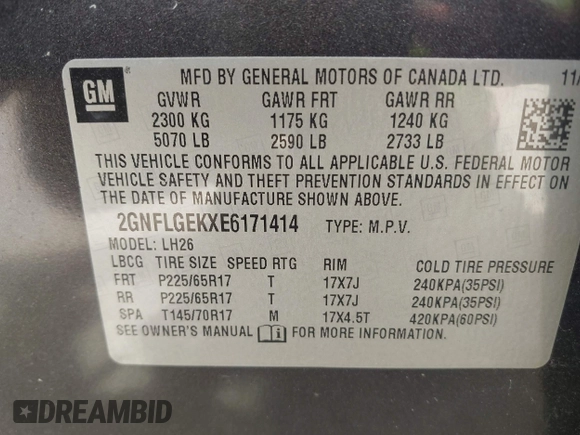 GM
MFD BY GENERAL MOTORS OF CANADA LTD. 11/
GVWR GAWR FRT GAWR RR
2300 KG 1175 KG 1240 KG
5070 LB 2590 LB 2733 LB
THIS VEHICLE CONFORMS TO ALL APPLICABLE U.S. FEDERAL MOTOR
VEHICLE SAFETY AND THEFT PREVENTION STANDARDS IN EFFECT ON
THE DATE OF MANUFACTURE SHOWN ABOVE.
2GNFLGEKXE6171414 TYPE: M.P.V.
MODEL: LH26
LBCG TIRE SIZE SPEED RTG RIM COLD TIRE PRESSURE
FRT P225/65R17 T 17X7J 240KPA(35PSI)
RR P225/65R17 T 17X7J 240KPA(35PSI)
SPA T145/70R17 M 17X4.5T 420KPA(60PSI)
SEE OWNER'S MANUAL FOR MORE INFORMATION.
DREAMBID